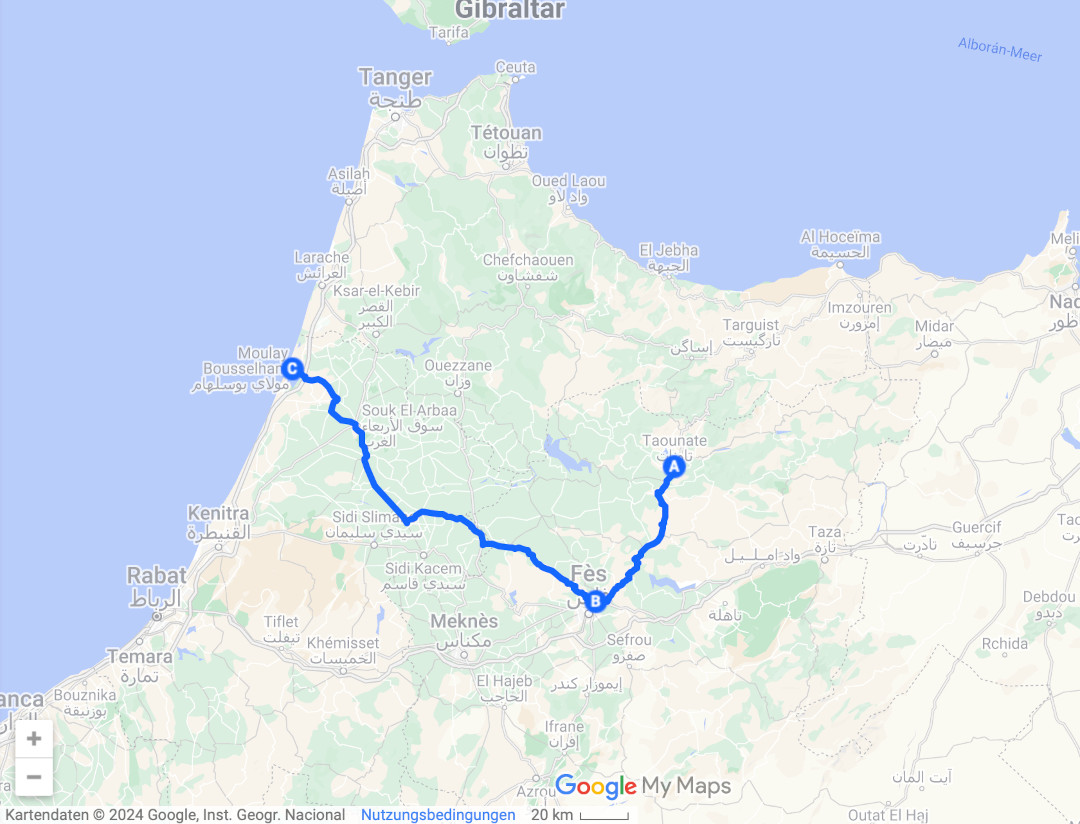 Gibraltar
Tarifa
Alborán-Meer
Ceuta
Tanger
طنجة
Tétouan
تطوان
Asilah
أصيلة
Oued Laou
واد لاو
Larache
العرائش
Chefchaouen
شفشاون
El Jebha
الجبهة
Al Hoceïma
الحسيمة
Meli
Ksar-el-Kebir
القصر
الكبير
Imzouren
إمزورن
Nad
Targuist
تارگيست
إساگن
Midar
ميضار
Moulay
Bousselham
مولاي بوسلهام
C
Ouezzane
وزان
Souk El Arbaa
سوق الأربعاء
الغرب
Taounate
A
Kenitra
القنيطرة
Sidi Slimane
سيدي سليمان
Sidi Kacem
سيدي قاسم
Taza
تازة
واد امليل
Guercif
جرسيف
تادرت
Fès
B
Rabat
الرباط
Tiflet
تيفلت
Khémisset
الخميسات
Meknès
مكناس
تاهلة
Debdou
دبدو
Sefrou
صفرو
Rchida
Temara
تمارة
Bouznika
بوزنيقة
anca
El Hajeb
الحاجب
إيموزار كندر
Ifrane
إفران
Azrou
آيت المان
Outat El Haj
+
−
Google My Maps
Kartendaten © 2024 Google, Inst. Geogr. Nacional
Nutzungsbedingungen
20 km